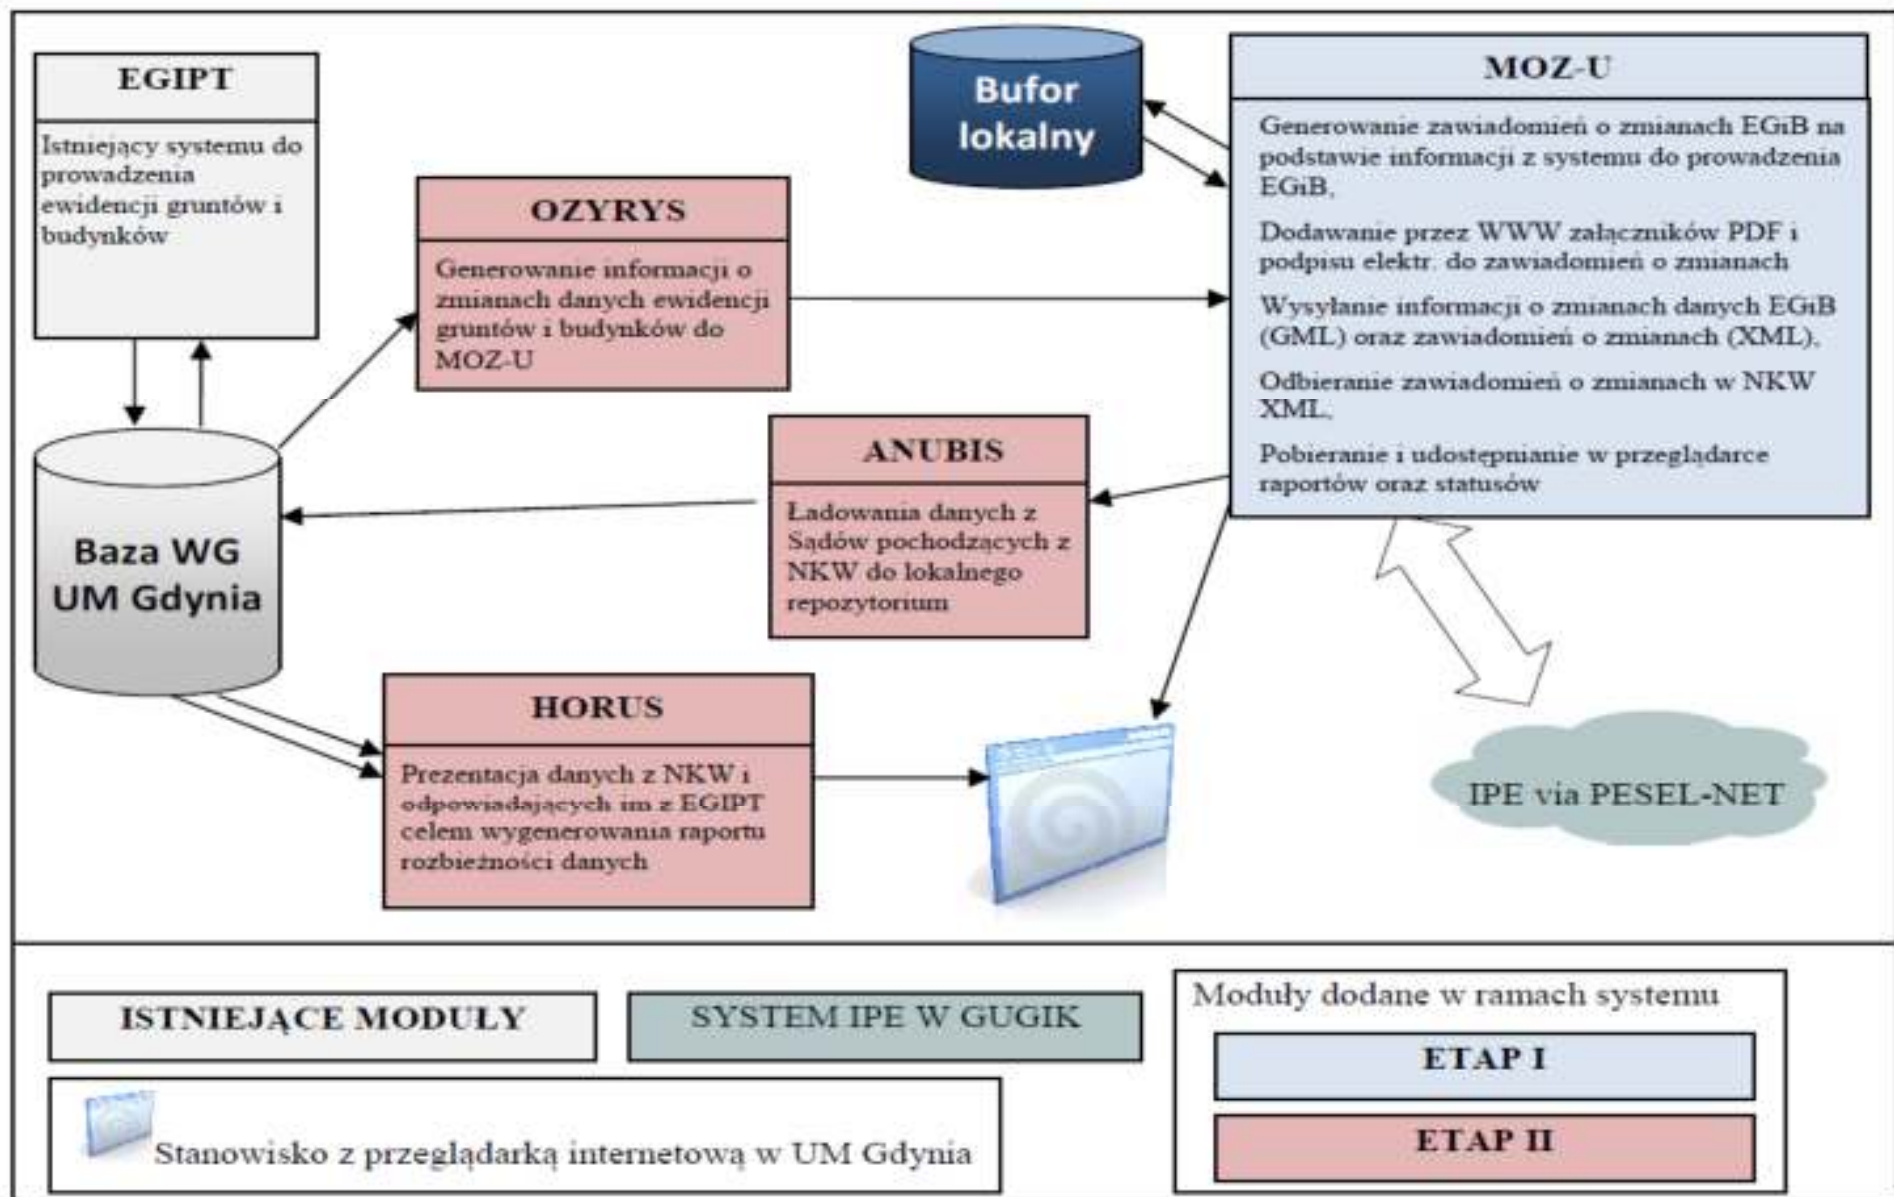 EGIPT
Istniejący systemu do
prowadzenia
ewidencji gruntów i
budynków
Bufor
lokalny
MOZ-U
Generowanie zawiadomień o zmianach EGiB na
podstawie informacji z systemu do prowadzenia
EGiB,
Dodawanie przez WWW załączników PDF i
podpisu elektr. do zawiadomień o zmianach
Wysyłanie informacji o zmianach danych EGiB
(GML) oraz zawiadomień o zmianach (XML),
Odbieranie zawiadomień o zmianach w NKW
XML,
Pobieranie i udostępnianie w przeglądarce
raportów oraz statusów
OZYRYS
Generowanie informacji o
zmianach danych ewidencji
gruntów i budynków do
MOZ-U
ANUBIS
Ładowania danych z
Sądów pochodzących z
NKW do lokalnego
repozytorium
Baza WG
UM Gdynia
HORUS
Prezentacja danych z NKW i
odpowiadających im z EGIPT
celem wygenerowania raportu
rozbieżności danych
IPE via PESEL-NET
ISTNIEJĄCE MODUŁY
SYSTEM IPE W GUGIK
Moduły dodane w ramach systemu
ETAP I
ETAP II
Stanowisko z przeglądarką internetową w UM Gdynia